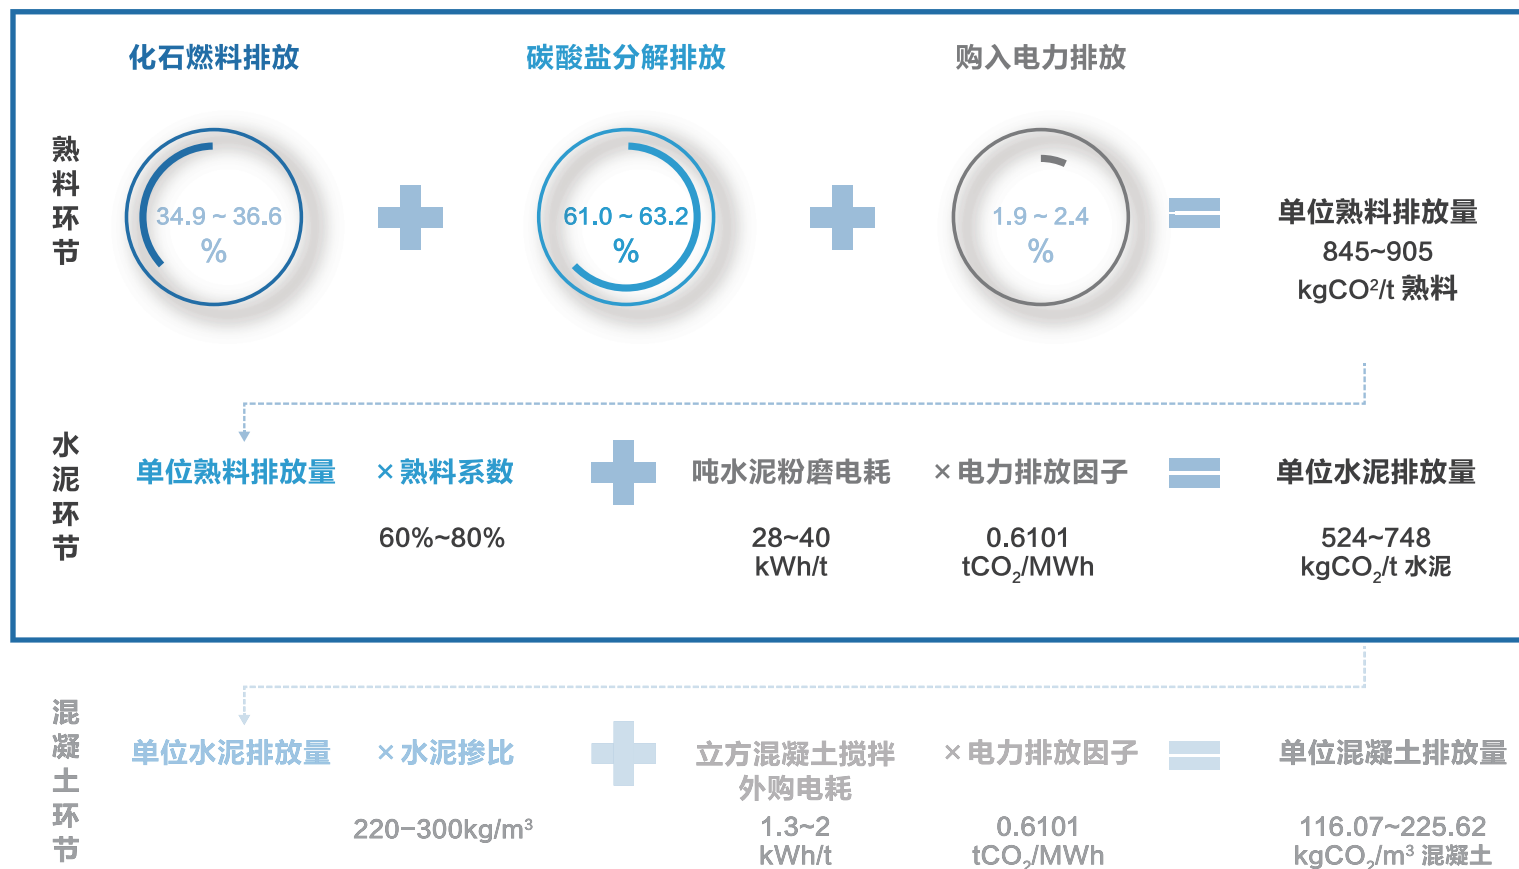 化石燃料排放
碳酸盐分解排放
购入电力排放
熟料环节
34.9 ~ 36.6
%
61.0 ~ 63.2
%
1.9 ~ 2.4
%
单位熟料排放量
845~905
kgCO²/t 熟料
水泥环节
单位熟料排放量
×熟料系数
吨水泥粉磨电耗
×电力排放因子
单位水泥排放量
60%~80%
28~40
kWh/t
0.6101
tCO₂/MWh
524~748
kgCO₂/t 水泥
混凝土环节
单位水泥排放量
×水泥掺比
立方混凝土搅拌
外购电耗
×电力排放因子
单位混凝土排放量
220–300kg/m³
1.3~2
kWh/t
0.6101
tCO₂/MWh
116.07~225.62
kgCO₂/m³ 混凝土